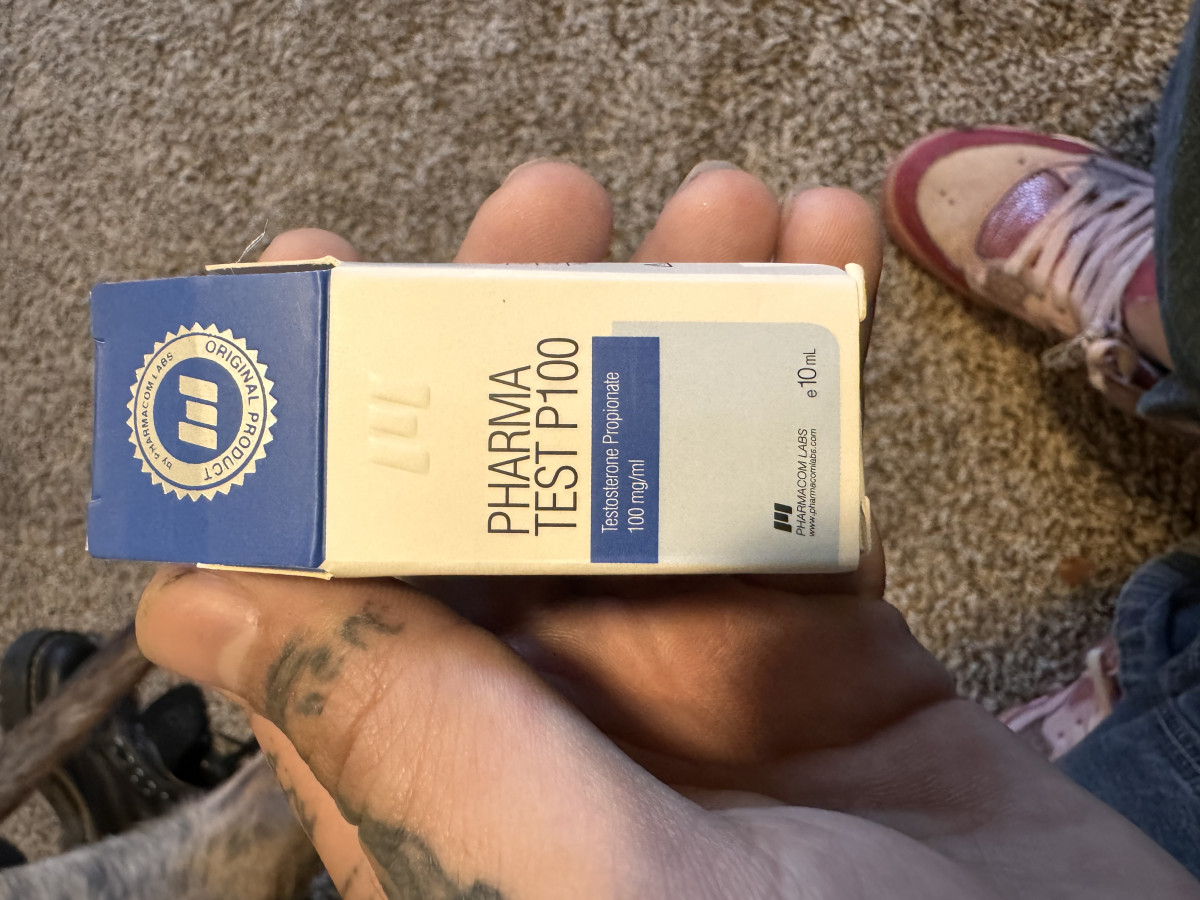 ORIGINAL PRODUCT
by PHARMACOM LABS
PHARMA
TEST P100
Testosterone Propionate
100 mg/ml
PHARMACOM LABS
www.pharmacomlabs.com
e 10 mL